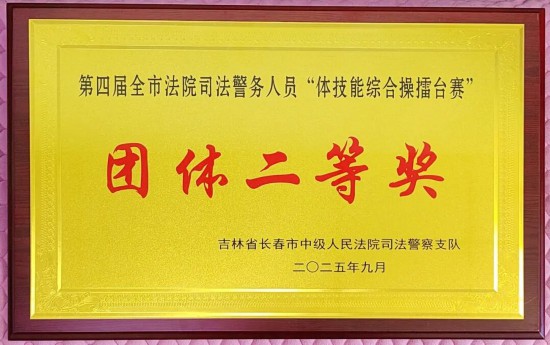 第四届全市法院司法警务人员“体技能综合操擂台赛”
团体二等奖
吉林省长春市中级人民法院司法警察支队
二〇二五年九月